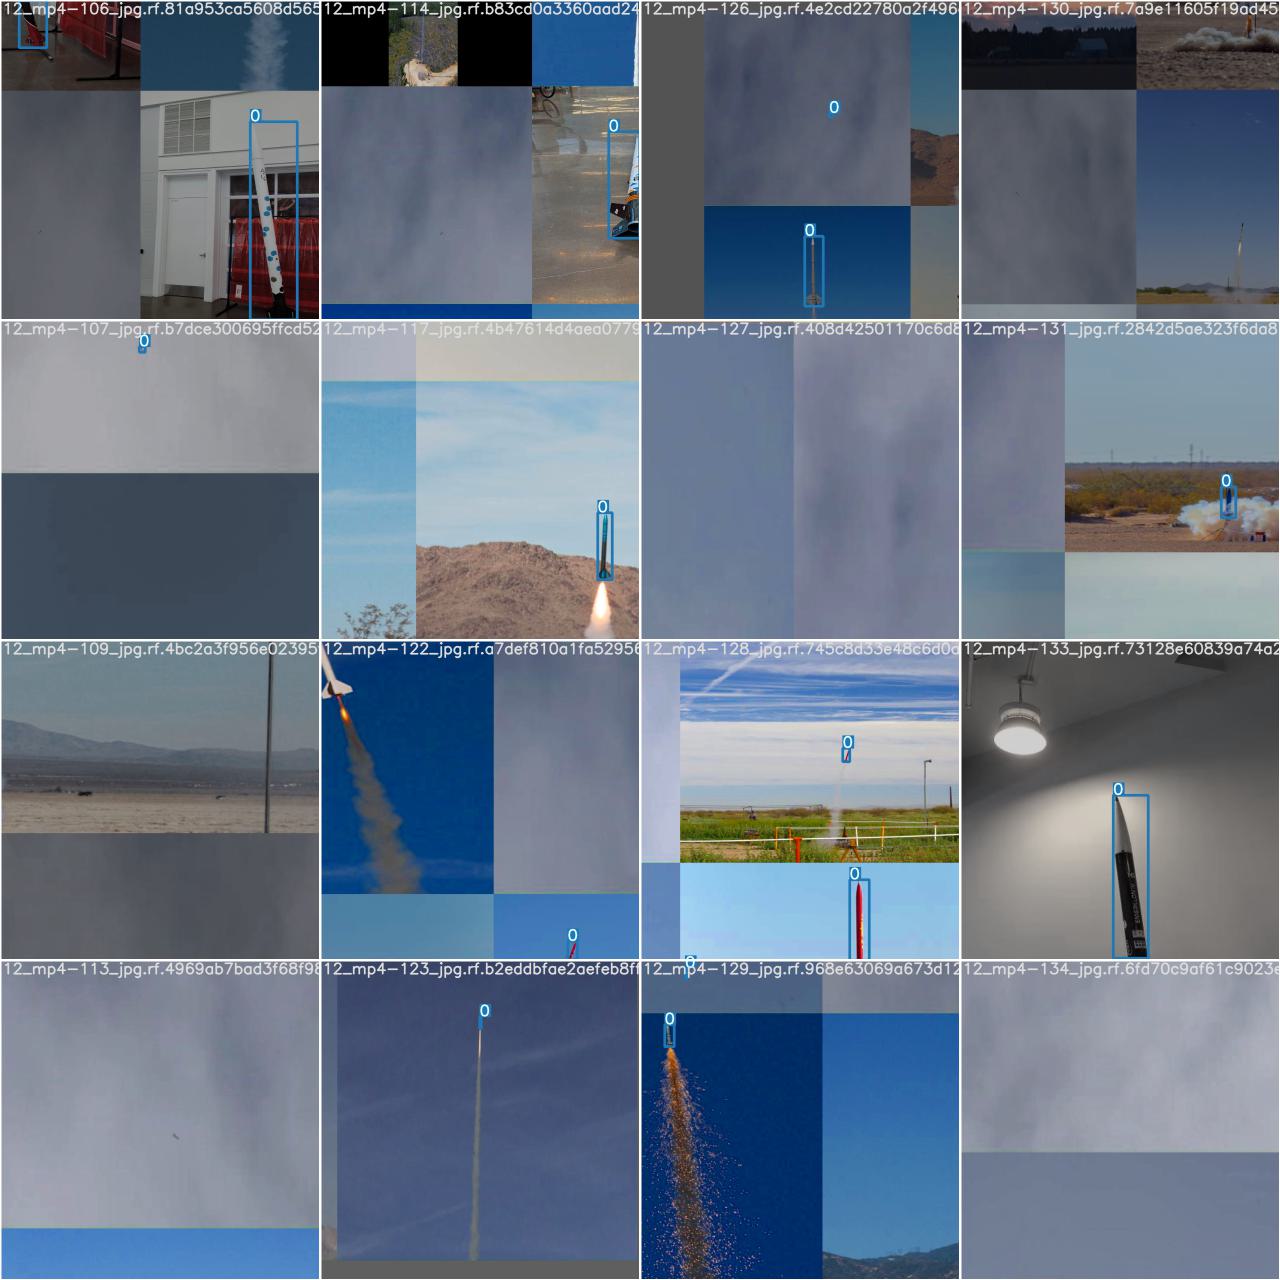 12_mp4-106_jpg.rf.81a953ca5608d565
12_mp4-114_jpg.rf.b83cd0a3360aad24
12_mp4-126_jpg.rf.4e2cd22780a2f496
12_mp4-130_jpg.rf.7a9e11605f19ad45
0
0
0
0
12_mp4-107_jpg.rf.b7dce300695ffcd52
12_mp4-117_jpg.rf.4b47614d4aea0779
12_mp4-127_jpg.rf.408d42501170c6d8
12_mp4-131_jpg.rf.2842d5ae323f6da8
0
0
0
12_mp4-109_jpg.rf.4bc2a3f956e02395
12_mp4-122_jpg.rf.a7def810a1fa52956
12_mp4-128_jpg.rf.745c8d33e48c6d0
12_mp4-133_jpg.rf.73128e60839a74a2
0
0
0
0
12_mp4-113_jpg.rf.4969ab7bad3f68f98
12_mp4-123_jpg.rf.b2eddbfae2aefeb8f
12_mp4-129_jpg.rf.968e63069a673d12
12_mp4-134_jpg.rf.6fd70c9af61c9023
0
0
0